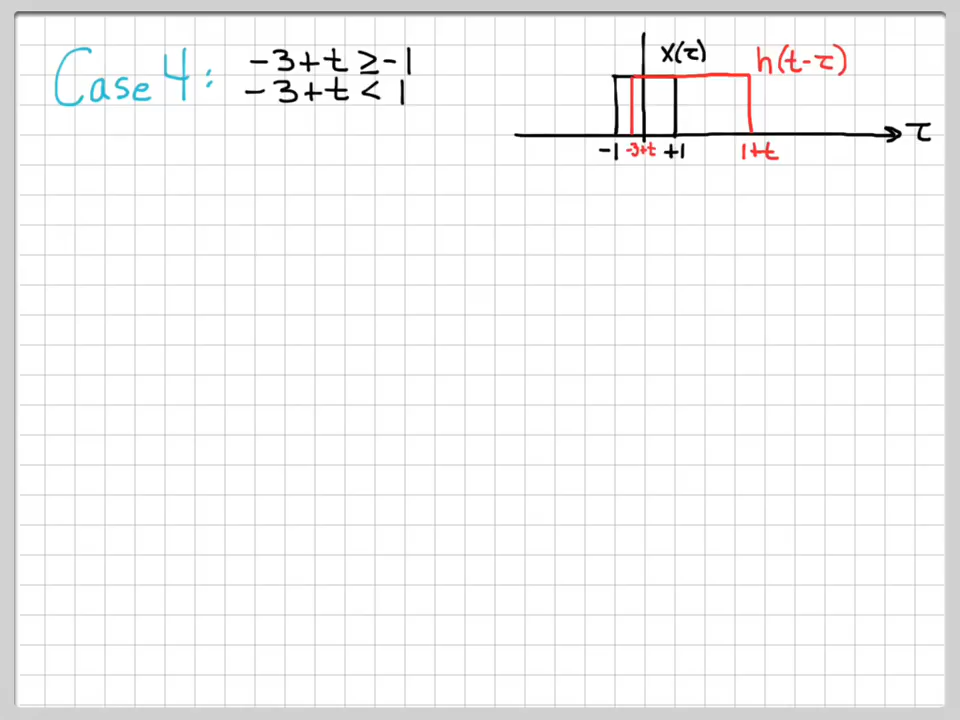 Case 4: -3+t ≥ -1
-3+t < 1
x(τ)
h(t-τ)
τ
-1 -3+t +1 1+t